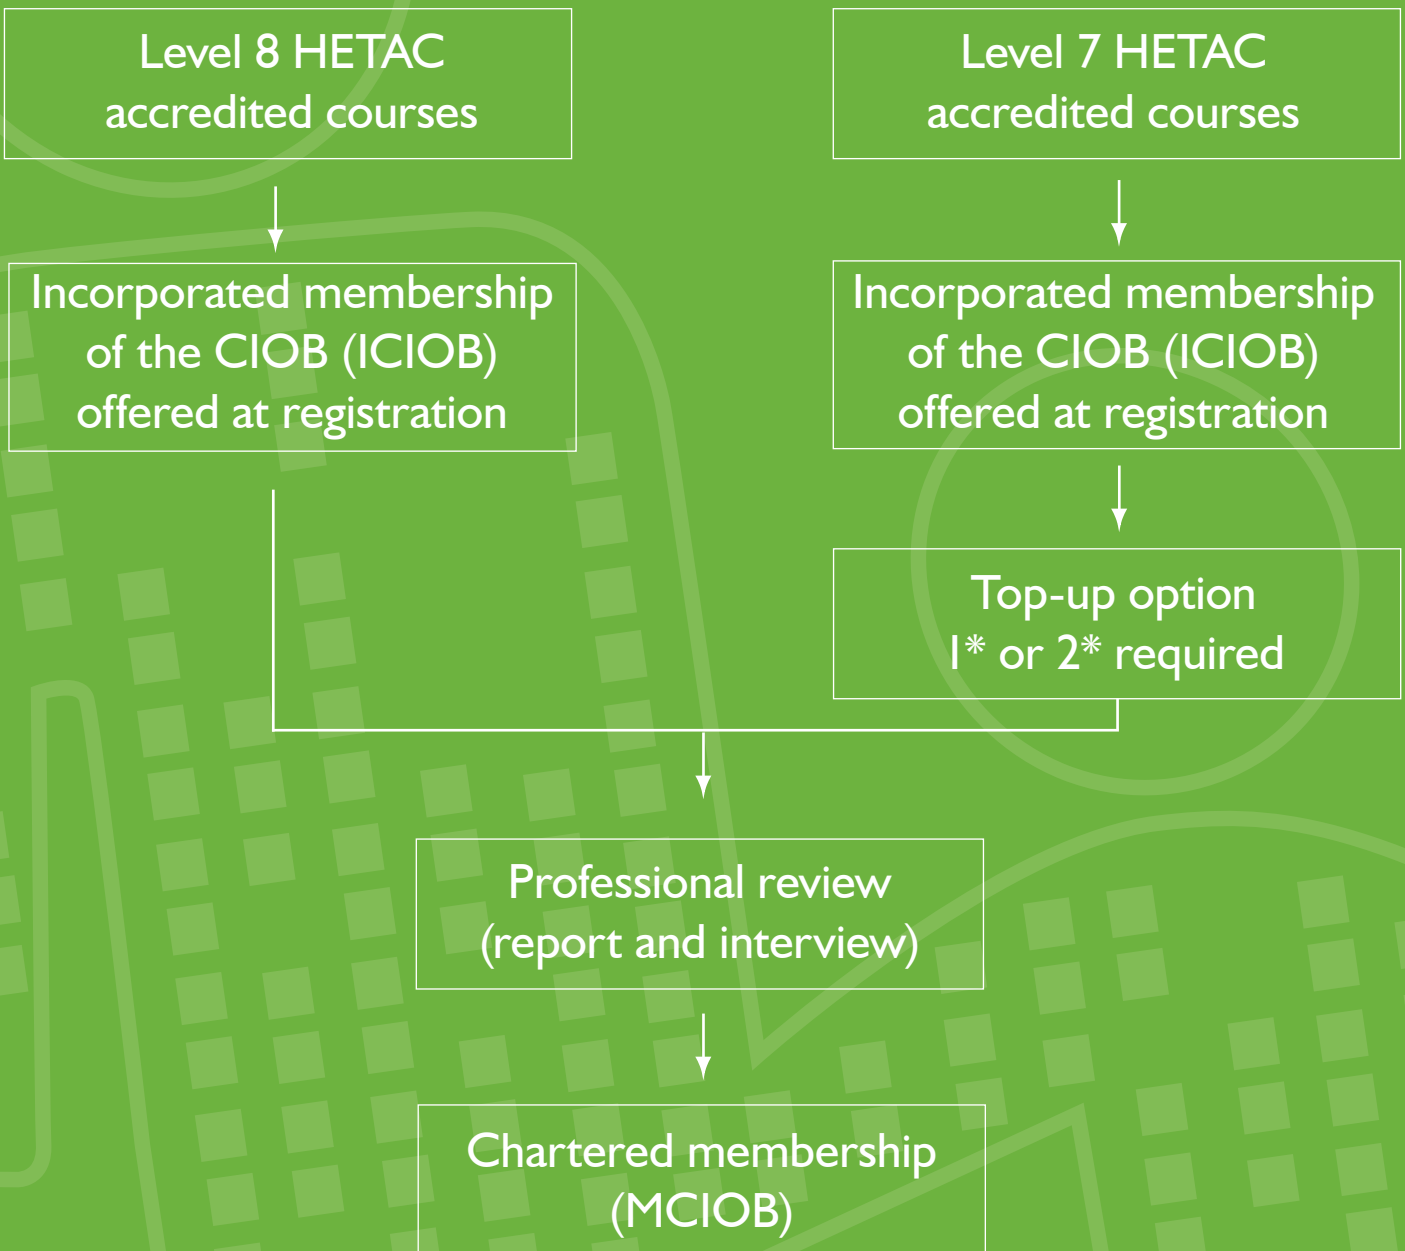 Level 8 HETAC
accredited courses
Level 7 HETAC
accredited courses
Incorporated membership
of the CIOB (ICIOB)
offered at registration
Incorporated membership
of the CIOB (ICIOB)
offered at registration
Top-up option
1* or 2* required
Professional review
(report and interview)
Chartered membership
(MCIOB)